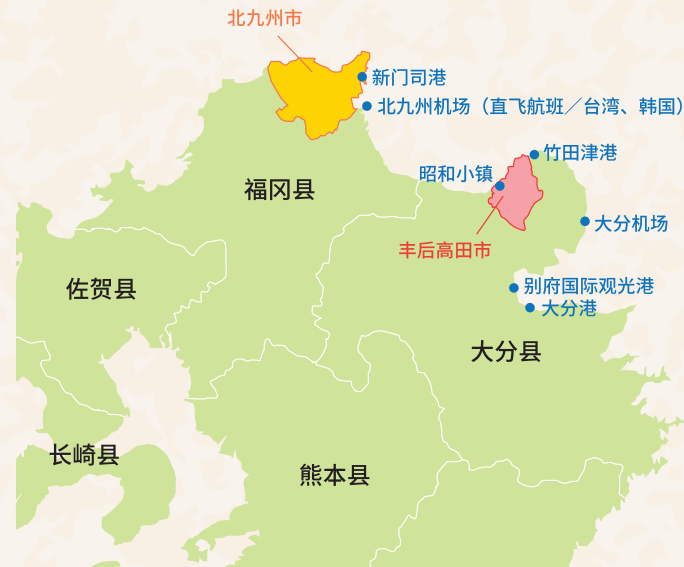 北九州市
新门司港
北九州机场（直飞航班／台湾、韩国）
竹田津港
昭和小镇
福冈县
大分机场
丰后高田市
佐贺县
别府国际观光港
大分港
大分县
长崎县
熊本县